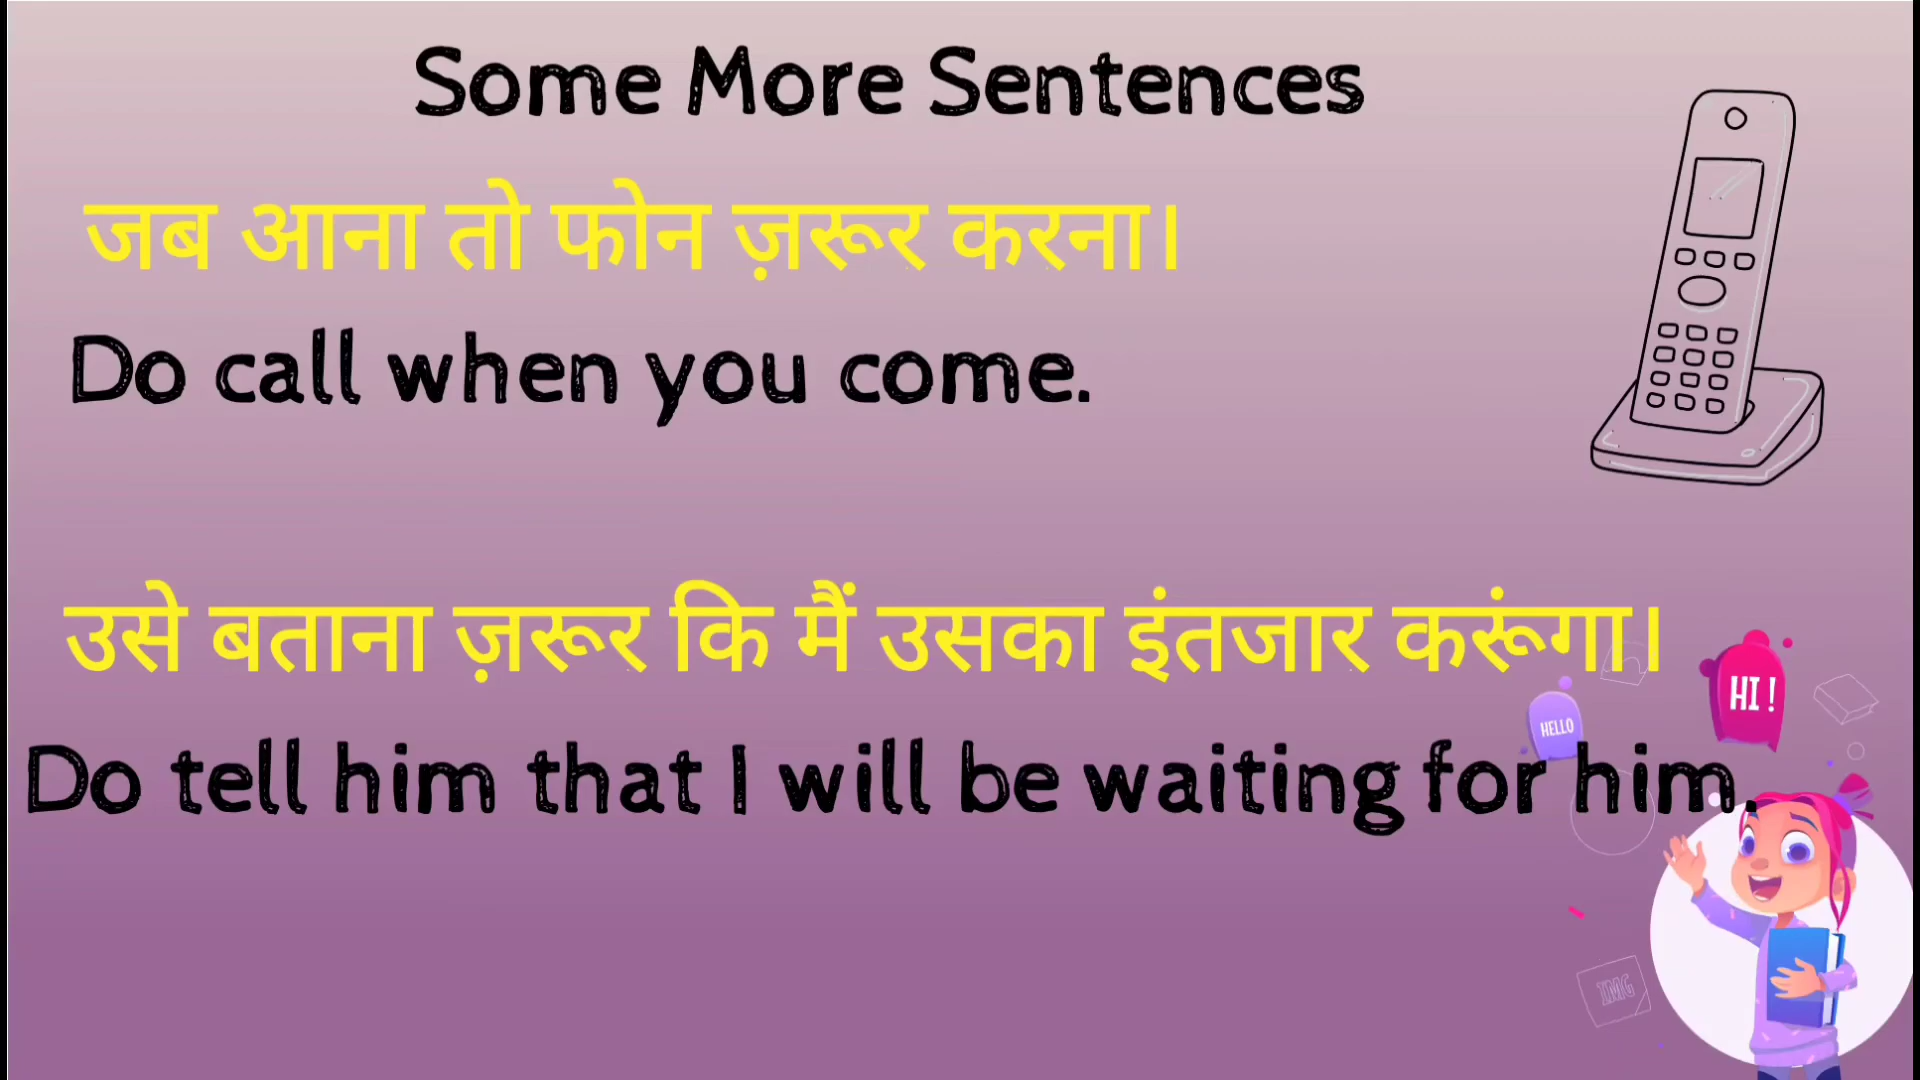 Some More Sentences
जब आना तो फोन ज़रूर करना।
Do call when you come.
उसे बताना ज़रूर कि मैं उसका इंतजार करूंगा।
HI !
HELLO
Do tell him that I will be waiting for him.
IMG